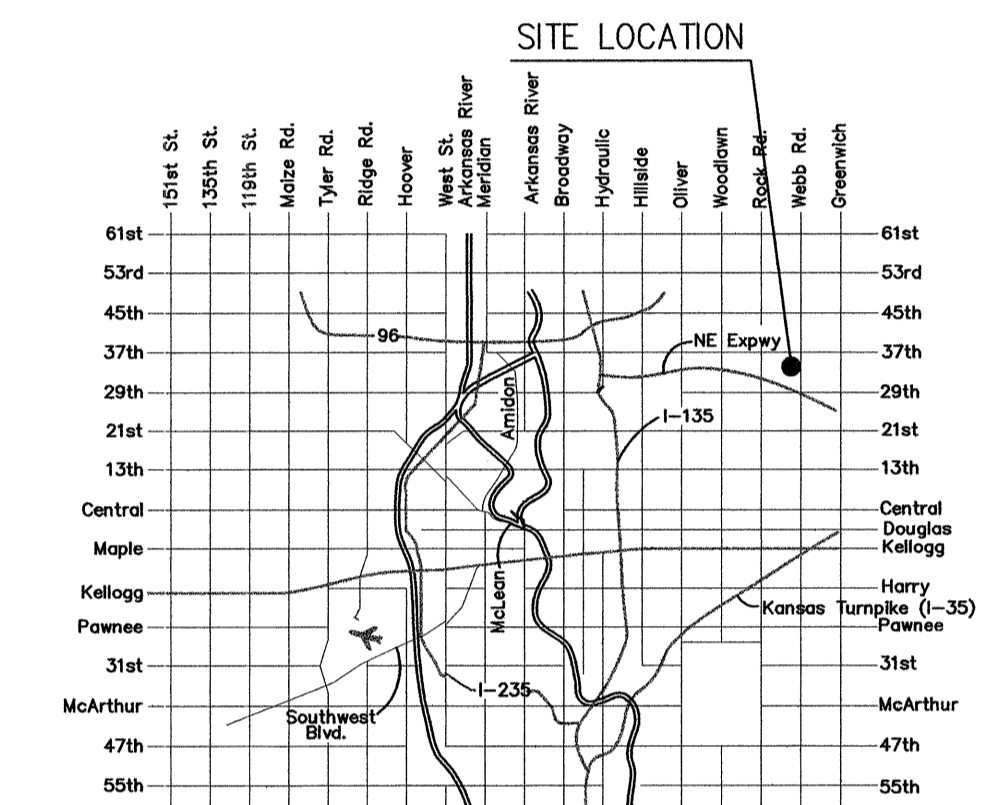 SITE LOCATION
151st St.
135th St.
119th St.
Maize Rd.
Tyler Rd.
Ridge Rd.
Hoover
West St.
Arkansas River
Meridian
Arkansas River
Broadway
Hydraulic
Hillside
Oliver
Woodlawn
Rock Rd.
Webb Rd.
Greenwich
61st 61st
53rd 53rd
45th 45th
96
NE Expwy
37th 37th
29th 29th
Amidon
I-135
21st 21st
13th 13th
Central Central
Douglas
Maple Kellogg
Kellogg Harry
McLean
Kansas Turnpike (I-35)
Pawnee Pawnee
31st 31st
I-235
McArthur McArthur
Southwest
Blvd.
47th 47th
55th 55th